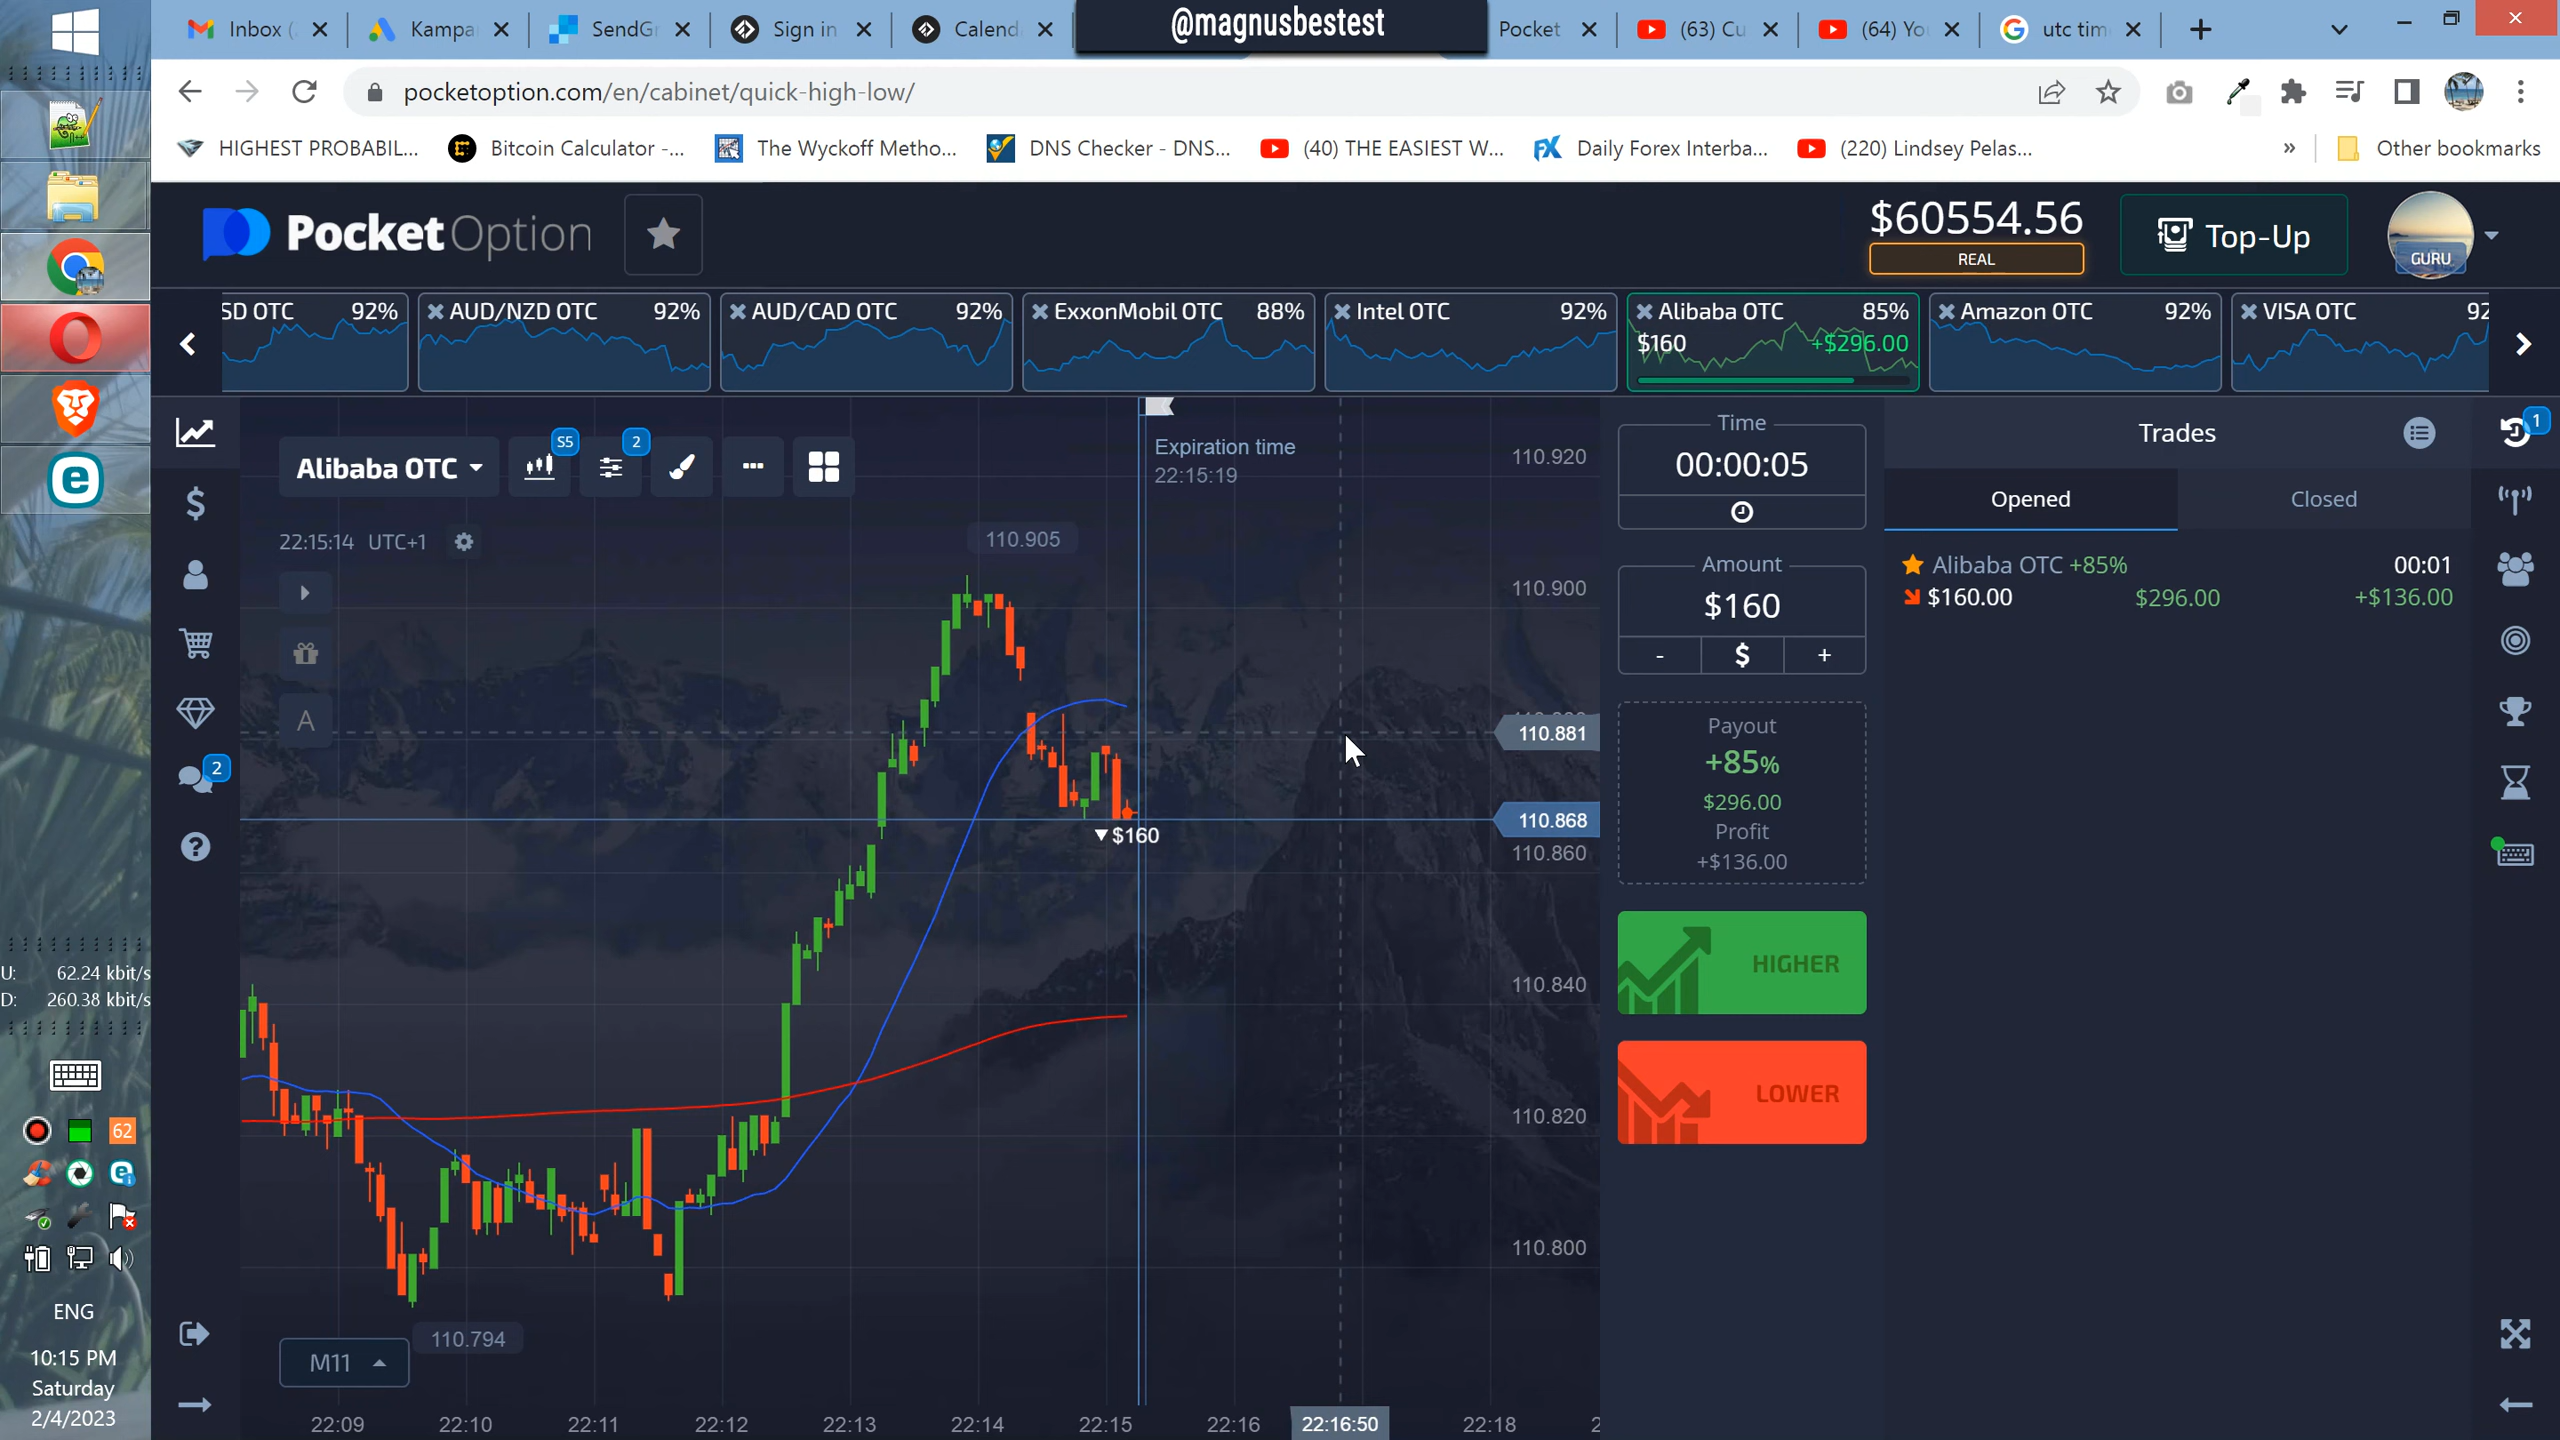 @magnusbestest
Inbox (
Kampa
SendG
Sign in
Calend
Pocket
(63) Cu
(64) Yo
utc tim
pocketoption.com/en/cabinet/quick-high-low/
HIGHEST PROBABIL...
Bitcoin Calculator -...
The Wyckoff Metho...
DNS Checker - DNS...
(40) THE EASIEST W...
Daily Forex Interba...
(220) Lindsey Pelas...
»
Other bookmarks
PocketOption
$60554.56
REAL
Top-Up
GURU
SD OTC 92%
AUD/NZD OTC 92%
AUD/CAD OTC 92%
ExxonMobil OTC 88%
Intel OTC 92%
Alibaba OTC 85%
$160 +$296.00
Amazon OTC 92%
VISA OTC 92
Alibaba OTC
S5
2
22:15:14 UTC+1
A
Expiration time
22:15:19
110.905
110.920
110.900
110.881
110.868
110.860
110.840
110.820
110.800
$160
110.794
M11
22:09 22:10 22:11 22:12 22:13 22:14 22:15 22:16 22:16:50 22:18 2
2
Time
00:00:05
Amount
$160
- $ +
Payout
+85%
$296.00
Profit
+$136.00
HIGHER
LOWER
Trades
1
Opened
Closed
Alibaba OTC +85% 00:01
$160.00 $296.00 +$136.00
U: 62.24 kbit/s
D: 260.38 kbit/s
62
ENG
10:15 PM
Saturday
2/4/2023